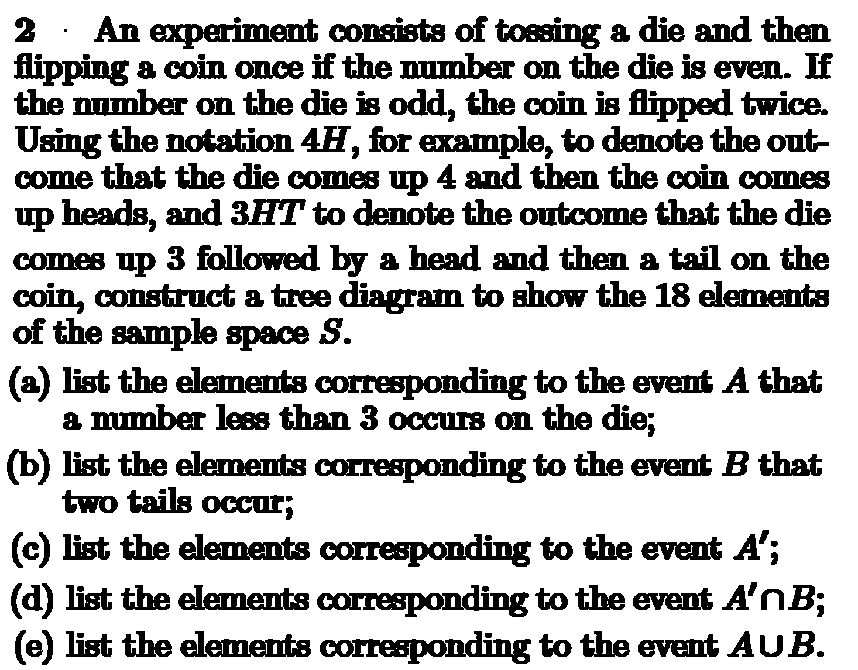 2 · An experiment consists of tossing a die and then
flipping a coin once if the number on the die is even. If
the number on the die is odd, the coin is flipped twice.
Using the notation 4H, for example, to denote the out-
come that the die comes up 4 and then the coin comes
up heads, and 3HT to denote the outcome that the die
comes up 3 followed by a head and then a tail on the
coin, construct a tree diagram to show the 18 elements
of the sample space S.
(a) list the elements corresponding to the event A that
a number less than 3 occurs on the die;
(b) list the elements corresponding to the event B that
two tails occur;
(c) list the elements corresponding to the event A′;
(d) list the elements corresponding to the event A′∩B;
(e) list the elements corresponding to the event A∪B.